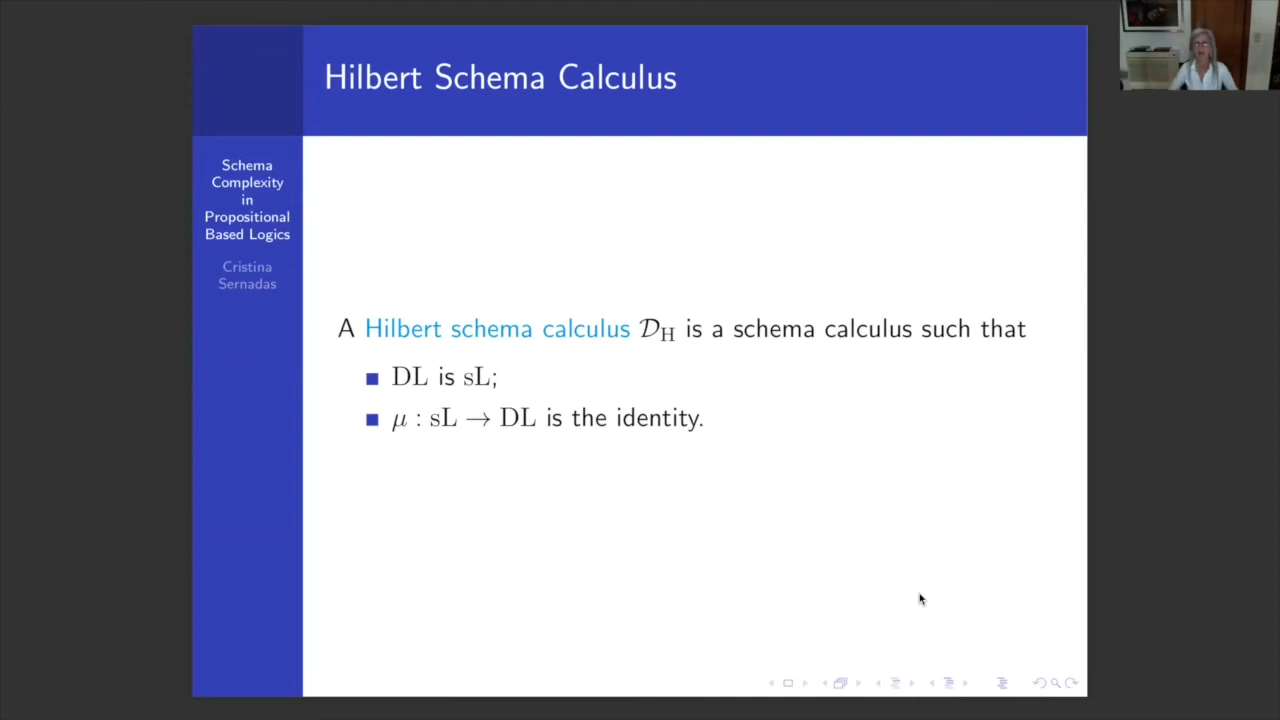 Hilbert Schema Calculus
Schema
Complexity
in
Propositional
Based Logics
Cristina
Sernadas
A Hilbert schema calculus 𝒟_H is a schema calculus such that
DL is sL;
μ : sL → DL is the identity.